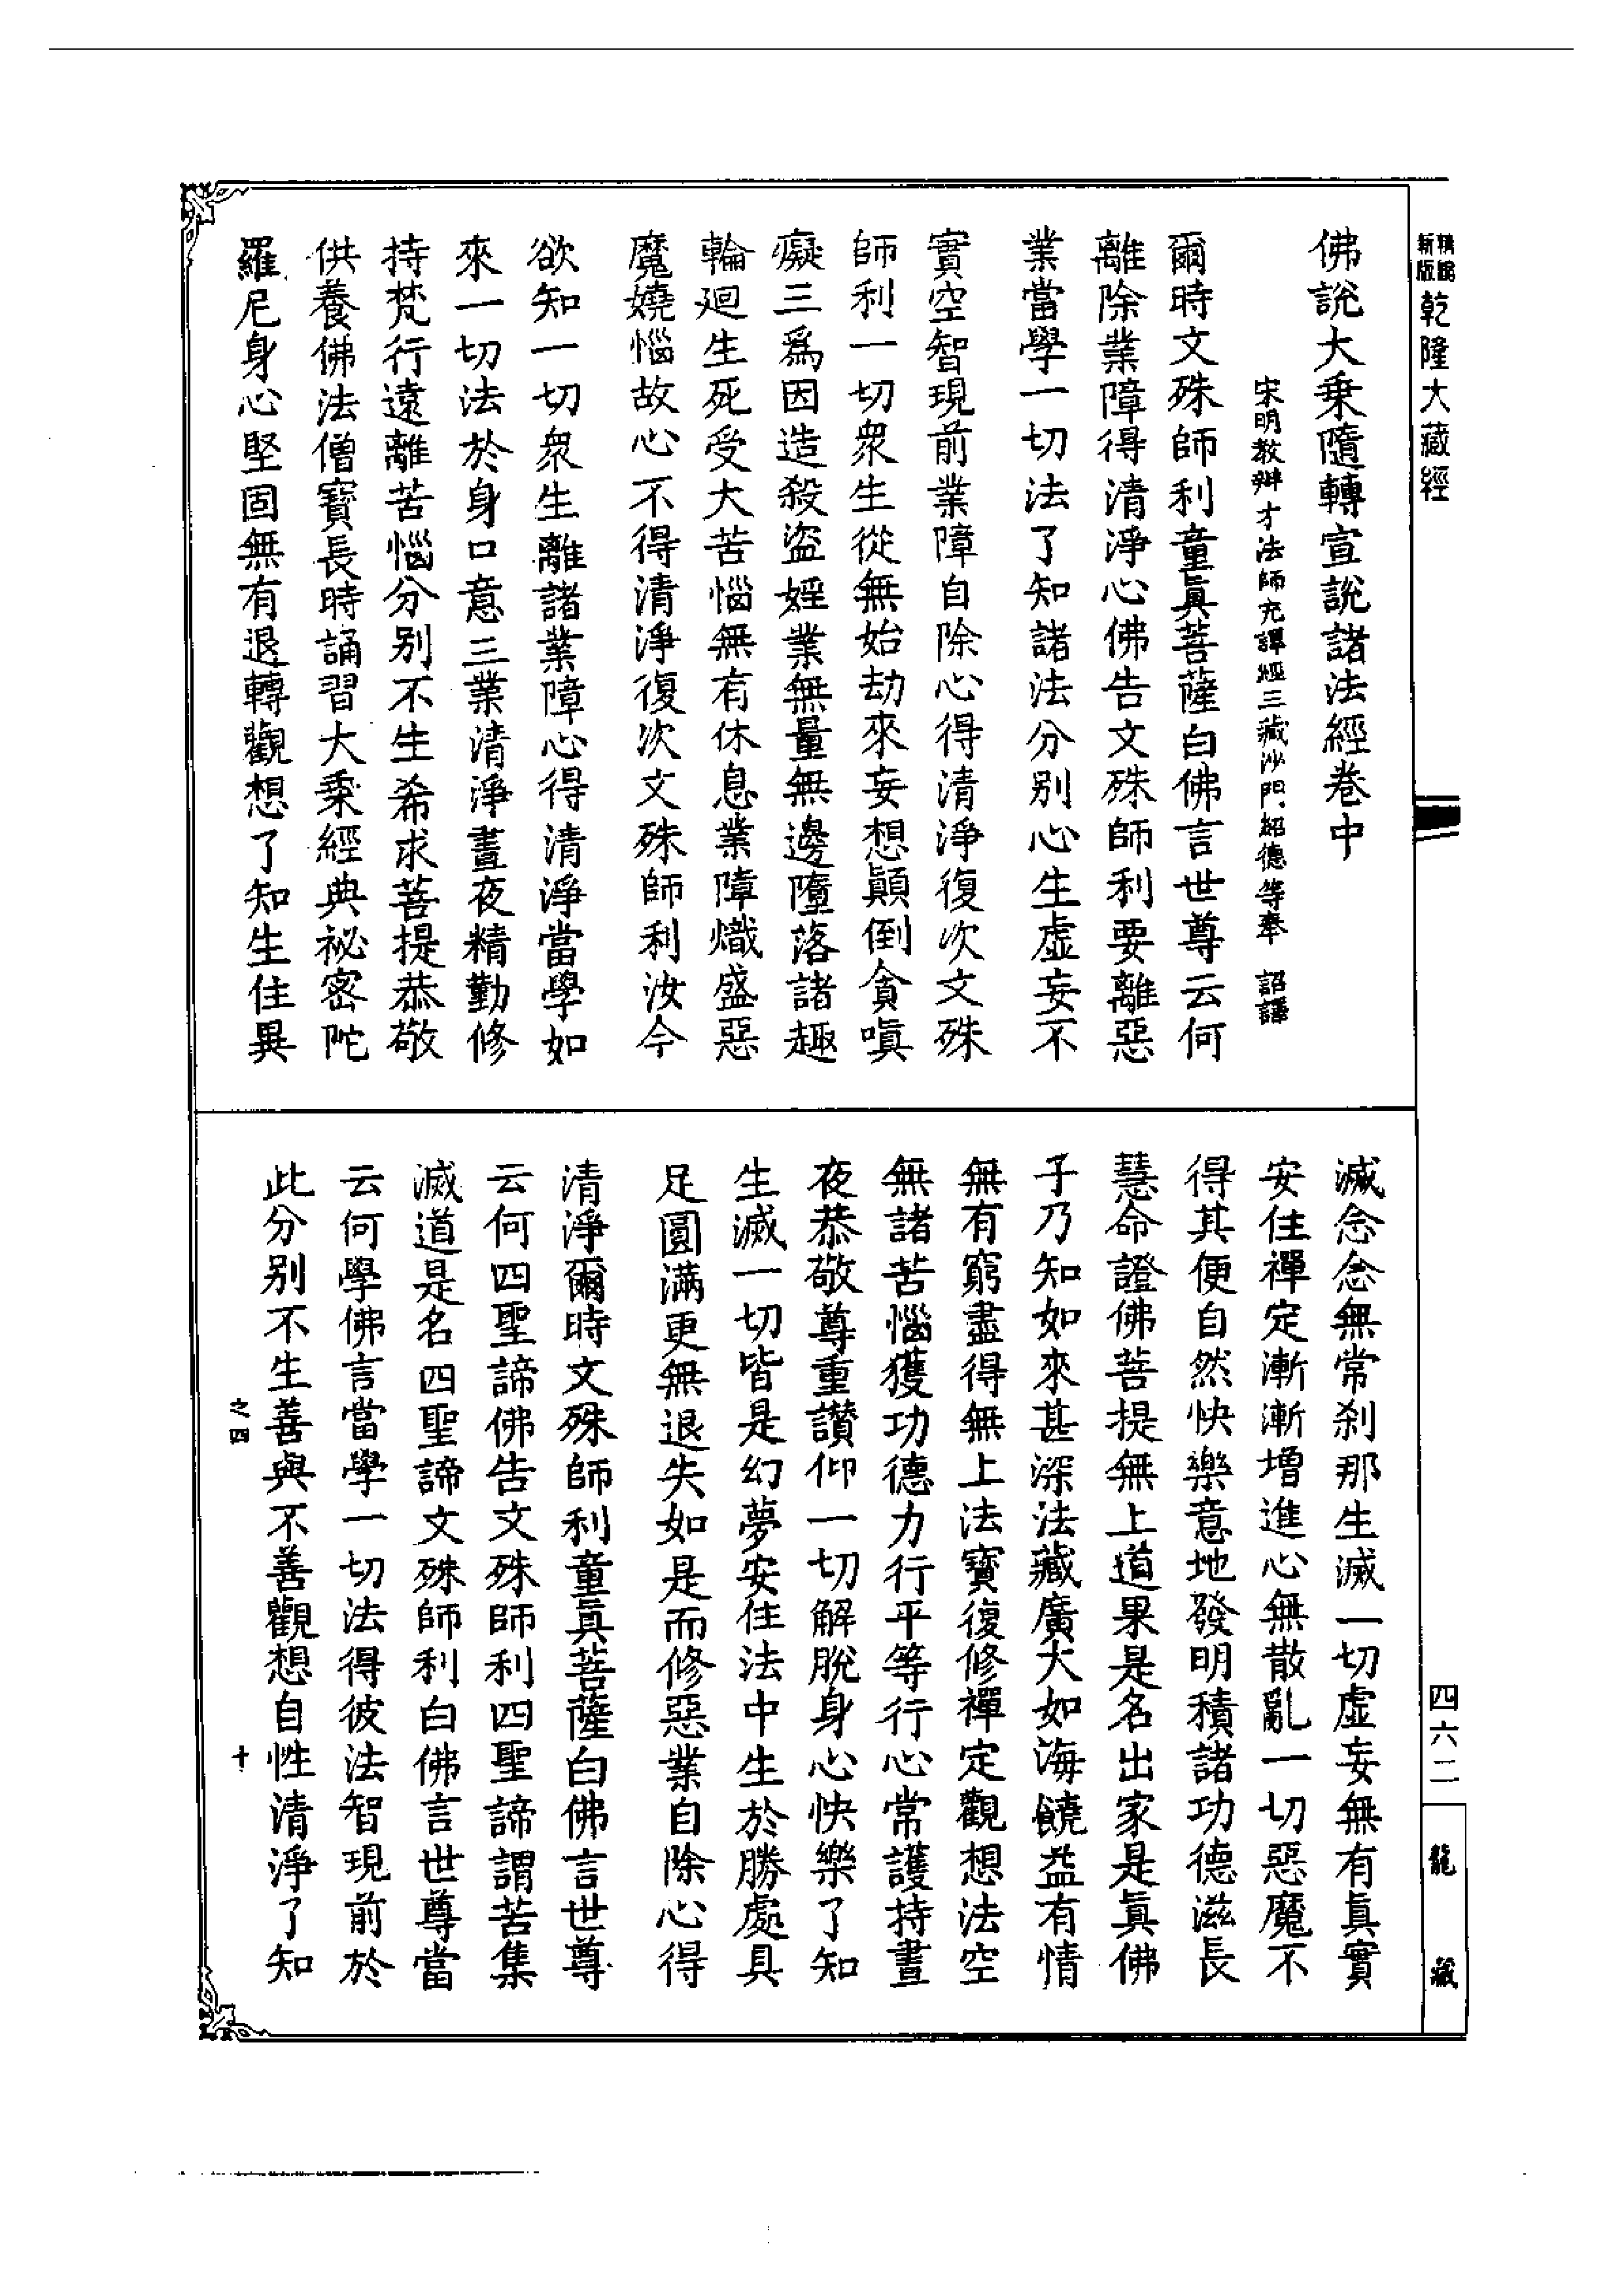 新版精縮乾隆大藏經
佛說大乗隨轉宣說諸法經卷中
宋明教辯才法師充譯經三藏沙門紹德等奉　詔譯
爾時文殊師利童眞菩薩白佛言世尊云何
離除業障得清淨心佛告文殊師利要離惡
業當學一切法了知諸法分別心生虛妄不
實空智現前業障自除心得清淨復次文殊
師利一切衆生從無始劫來妄想顚倒貪嗔
癡三爲因造殺盜婬業無量無邊墮落諸趣
輪廻生死受大苦惱無有休息業障熾盛惡
魔嬈惱故心不得清淨復次文殊師利汝今
欲知一切衆生離諸業障心得清淨當學如
來一切法於身口意三業清淨晝夜精勤修
持梵行遠離苦惱分別不生希求菩提恭敬
供養佛法僧寶長時誦習大乗經典祕密陀
羅尼身心堅固無有退轉觀想了知生住異
滅念念無常刹那生滅一切虛妄無有眞實
安住禪定漸漸增進心無散亂一切惡魔不
得其便自然快樂意地發明積諸功德滋長
慧命證佛菩提無上道果是名出家是眞佛
子乃知如來甚深法藏廣大如海饒益有情
無有窮盡得無上法寶復修禪定觀想法空
無諸苦惱獲功德力行平等行心常護持晝
夜恭敬尊重讚仰一切解脫身心快樂了知
生滅一切皆是幻夢安住法中生於勝處具
足圓滿更無退失如是而修惡業自除心得
清淨爾時文殊師利童眞菩薩白佛言世尊
云何四聖諦佛告文殊師利四聖諦謂苦集
滅道是名四聖諦文殊師利白佛言世尊當
云何學佛言當學一切法得彼法智現前於
此分別不生善與不善觀想自性清淨了知
之四　十
四六二
龍藏